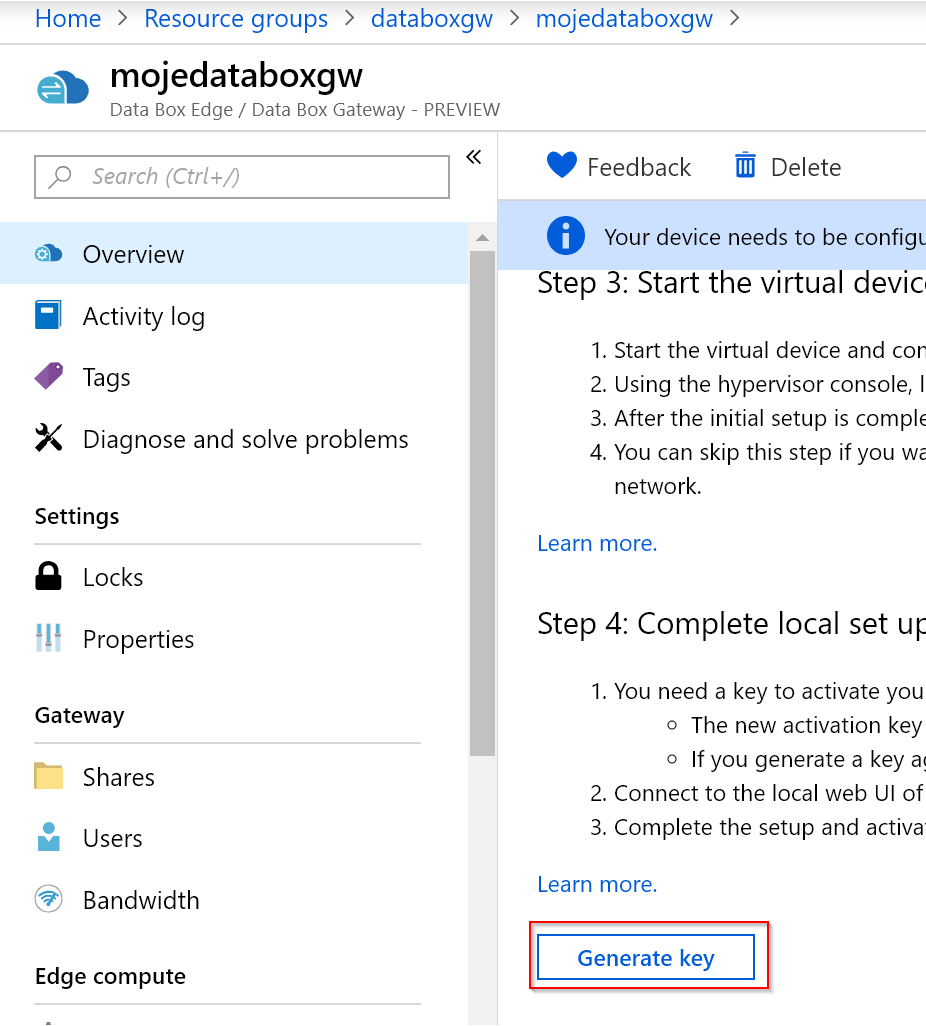 Home > Resource groups > databoxgw > mojedataboxgw >
mojedataboxgw
Data Box Edge / Data Box Gateway - PREVIEW
Search (Ctrl+/)
«
Overview
Activity log
Tags
Diagnose and solve problems
Settings
Locks
Properties
Gateway
Shares
Users
Bandwidth
Edge compute
Feedback
Delete
Your device needs to be configu
Step 3: Start the virtual devic
1. Start the virtual device and con
2. Using the hypervisor console, l
3. After the initial setup is comple
4. You can skip this step if you wa
network.
Learn more.
Step 4: Complete local set up
1. You need a key to activate you
The new activation key
If you generate a key ag
2. Connect to the local web UI of
3. Complete the setup and activat
Learn more.
Generate key